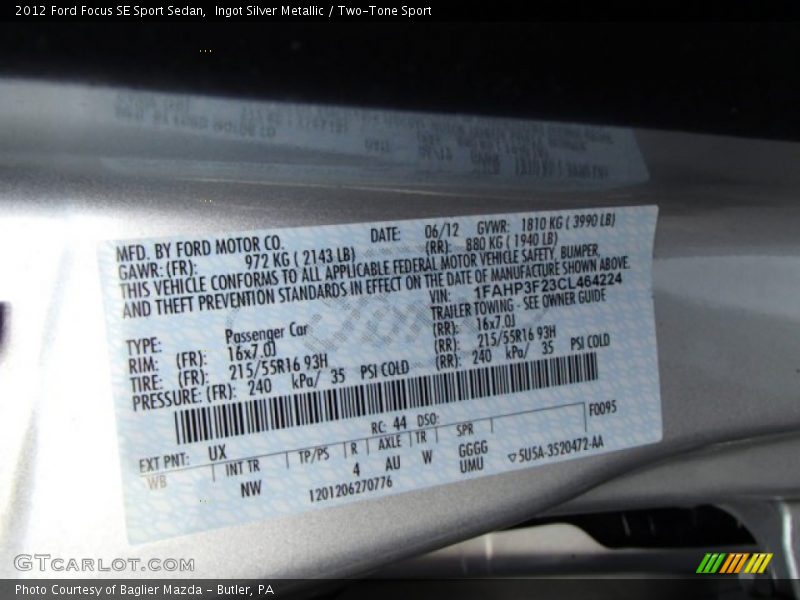 2012 Ford Focus SE Sport Sedan, Ingot Silver Metallic / Two-Tone Sport
MFD. BY FORD MOTOR CO. DATE: 06/12 GVWR: 1810 KG ( 3990 LB)
GAWR: (FR): 972 KG ( 2143 LB) (RR): 880 KG ( 1940 LB)
THIS VEHICLE CONFORMS TO ALL APPLICABLE FEDERAL MOTOR VEHICLE SAFETY, BUMPER,
AND THEFT PREVENTION STANDARDS IN EFFECT ON THE DATE OF MANUFACTURE SHOWN ABOVE.
VIN: 1FAHP3F23CL464224
TYPE: Passenger Car TRAILER TOWING - SEE OWNER GUIDE
RIM: (FR): 16x7.0J (RR): 16x7.0J
TIRE: (FR): 215/55R16 93H (RR): 215/55R16 93H
PRESSURE: (FR): 240 kPa/ 35 PSI COLD (RR): 240 kPa/ 35 PSI COLD
F0095
RC: 44 DSO:
EXT PNT: UX
WB INT TR TP/PS R AXLE TR SPR
NW 4 AU W GGGG
UMU
1201206270776 5U5A-3520472-AA
GTCARLOT.COM
Photo Courtesy of Baglier Mazda - Butler, PA